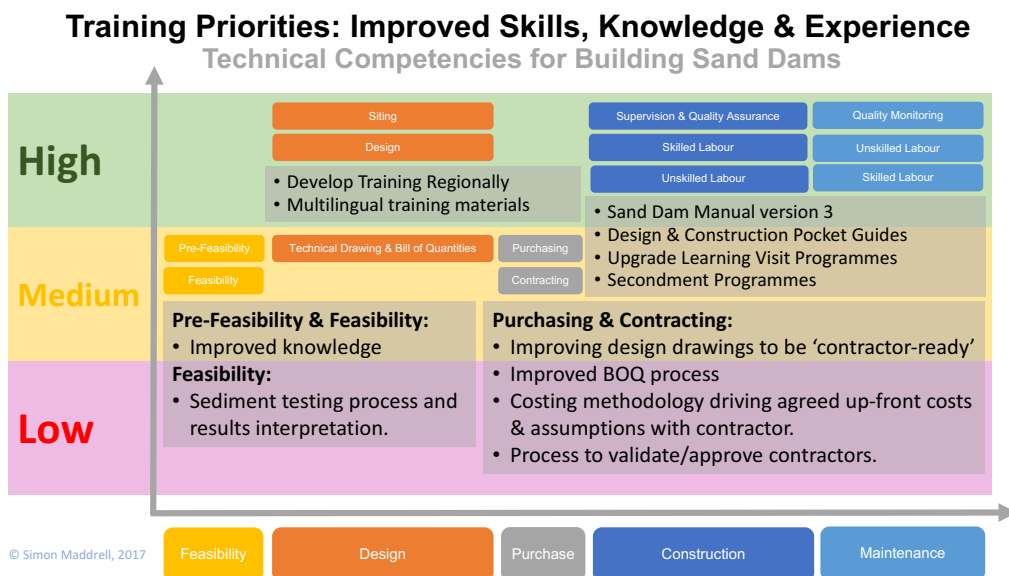 Training Priorities: Improved Skills, Knowledge & Experience
Technical Competencies for Building Sand Dams
High
Siting
Design
• Develop Training Regionally
• Multilingual training materials
Supervision & Quality Assurance
Skilled Labour
Unskilled Labour
Quality Monitoring
Unskilled Labour
Skilled Labour
• Sand Dam Manual version 3
• Design & Construction Pocket Guides
• Upgrade Learning Visit Programmes
• Secondment Programmes
Medium
Pre-Feasibility
Feasibility
Technical Drawing & Bill of Quantities
Purchasing
Contracting
Pre-Feasibility & Feasibility:
• Improved knowledge
Feasibility:
• Sediment testing process and
results interpretation.
Purchasing & Contracting:
• Improving design drawings to be ‘contractor-ready’
• Improved BOQ process
• Costing methodology driving agreed up-front costs
& assumptions with contractor.
• Process to validate/approve contractors.
Low
© Simon Maddrell, 2017
Feasibility
Design
Purchase
Construction
Maintenance